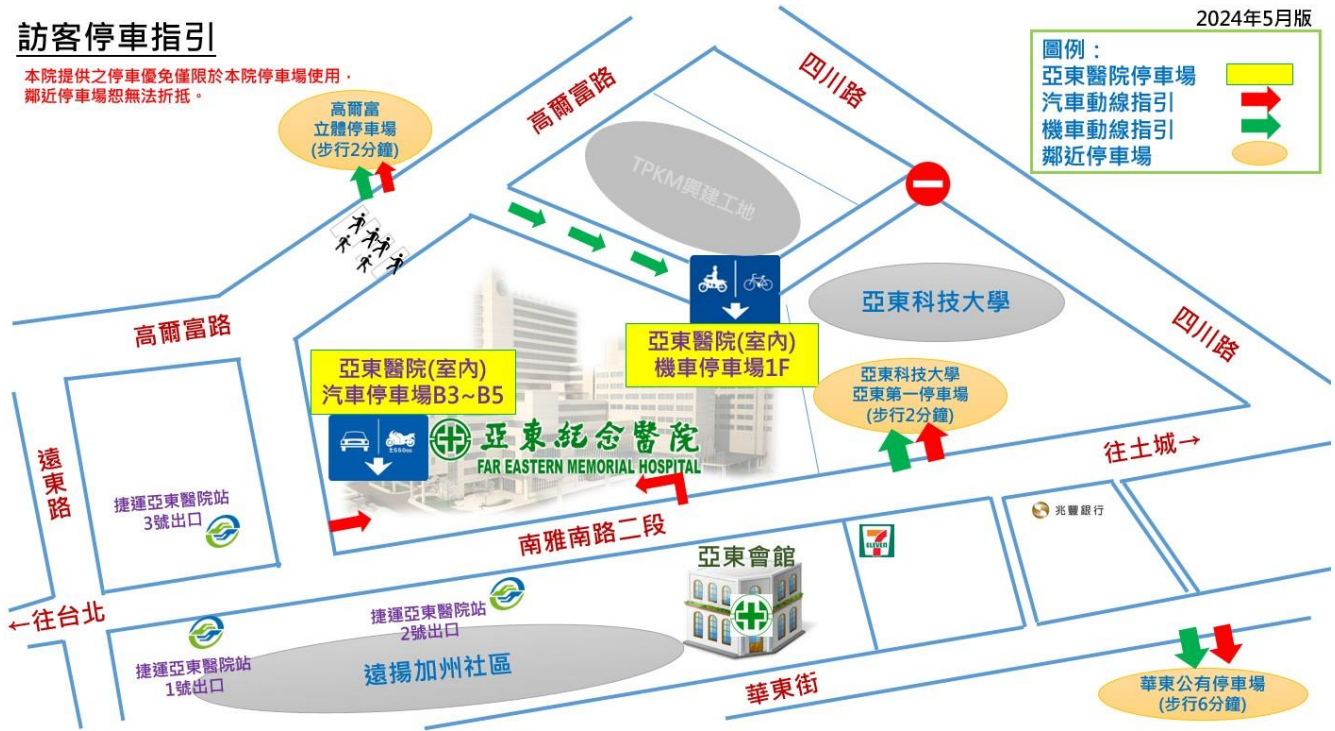 訪客停車指引
本院提供之停車優免僅限於本院停車場使用，
鄰近停車場恕無法折抵。
2024年5月版
圖例：
亞東醫院停車場
汽車動線指引
機車動線指引
鄰近停車場
高爾富
立體停車場
(步行2分鐘)
高爾富路
四川路
TPKM興建工地
高爾富路
亞東科技大學
四川路
亞東醫院(室內)
機車停車場1F
亞東醫院(室內)
汽車停車場B3~B5
±550cc
亞東科技大學
亞東第一停車場
(步行2分鐘)
亞東紀念醫院
FAR EASTERN MEMORIAL HOSPITAL
往土城→
遠東路
捷運亞東醫院站
3號出口
南雅南路二段
兆豐銀行
7
ELEVEN
亞東會館
←往台北
捷運亞東醫院站
2號出口
捷運亞東醫院站
1號出口
遠揚加州社區
華東街
華東公有停車場
(步行6分鐘)